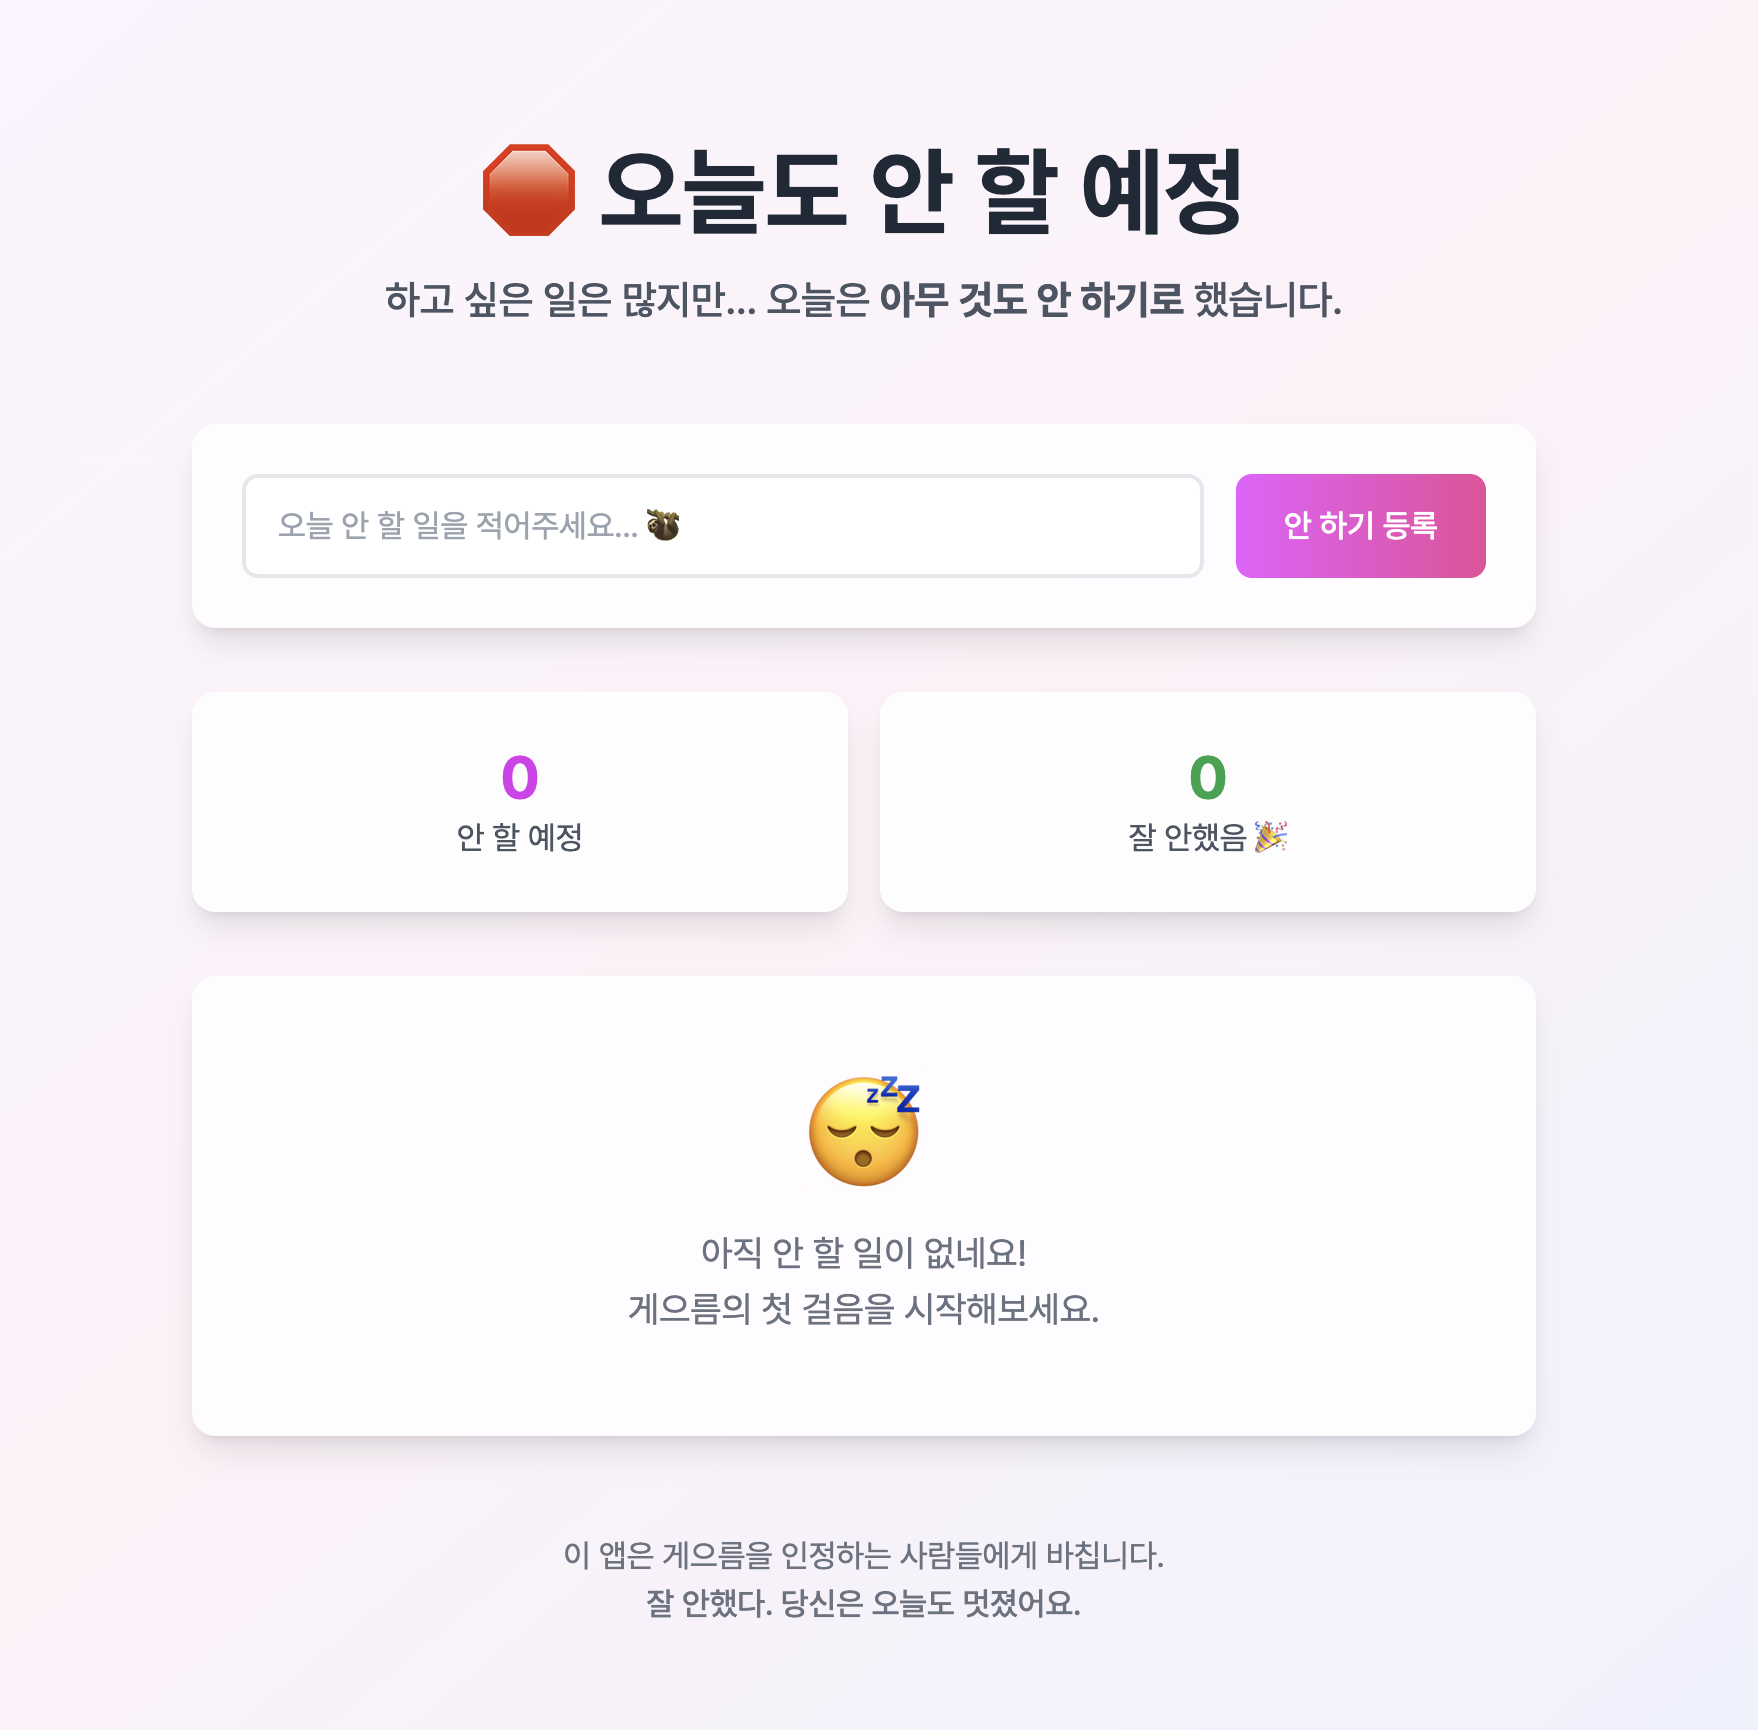 🛑 오늘도 안 할 예정
하고 싶은 일은 많지만... 오늘은 아무 것도 안 하기로 했습니다.
오늘 안 할 일을 적어주세요... 🦥
안 하기 등록
0
안 할 예정
0
잘 안했음 🎉
😴
아직 안 할 일이 없네요!
게으름의 첫 걸음을 시작해보세요.
이 앱은 게으름을 인정하는 사람들에게 바칩니다.
잘 안했다. 당신은 오늘도 멋졌어요.